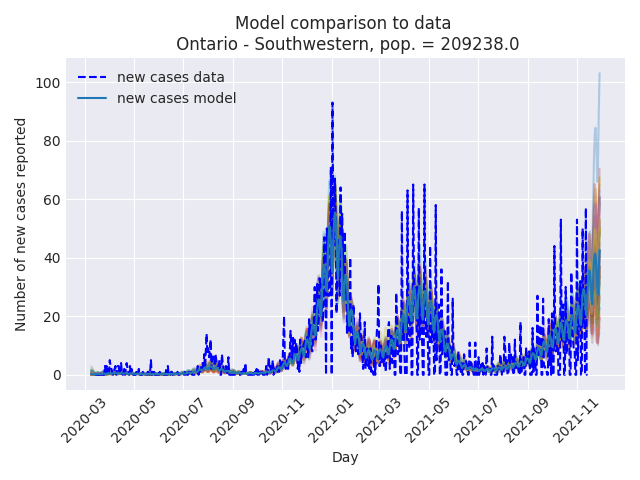 Model comparison to data
Ontario - Southwestern, pop. = 209238.0
new cases data
new cases model
Number of new cases reported
100
80
60
40
20
0
2020-03
2020-05
2020-07
2020-09
2020-11
2021-01
2021-03
2021-05
2021-07
2021-09
2021-11
Day